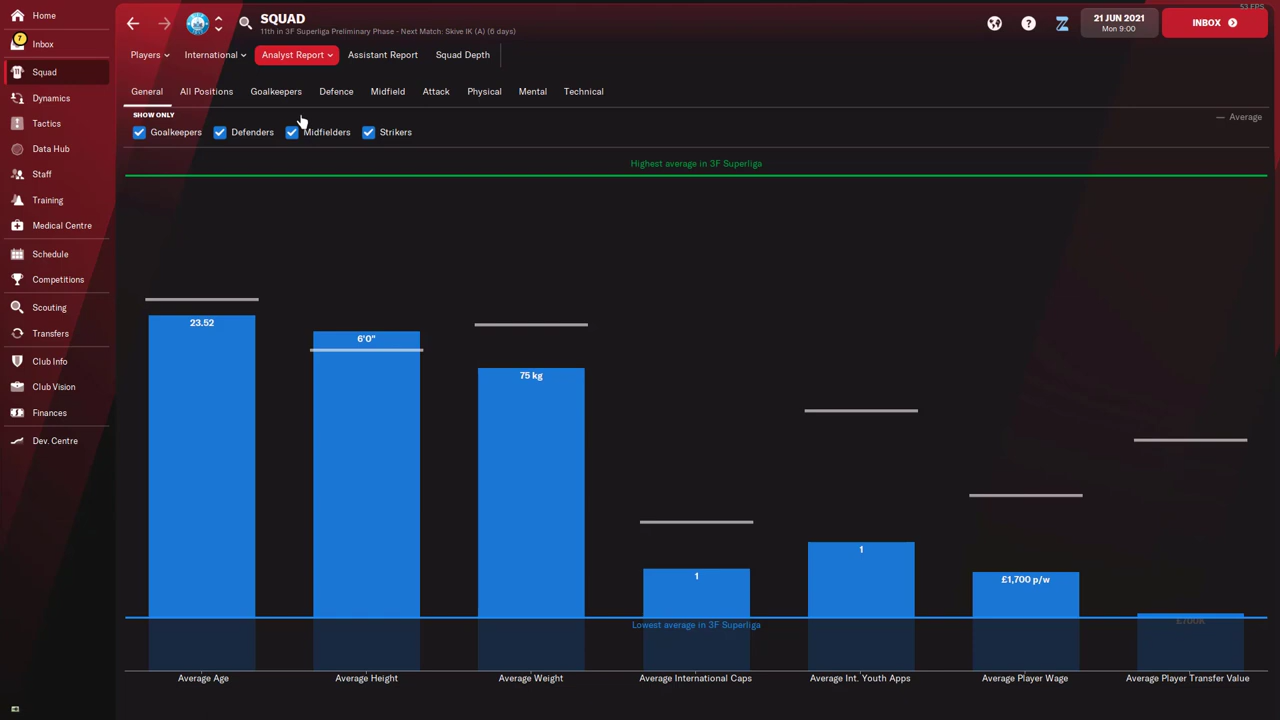 53 FPS
SQUAD
11th in 3F Superliga Preliminary Phase - Next Match: Skive IK (A) (6 days)
21 JUN 2021
Mon 9:00
INBOX
Home
7
Inbox
Squad
Dynamics
Tactics
Data Hub
Staff
Training
Medical Centre
Schedule
Competitions
Scouting
Transfers
Club Info
Club Vision
Finances
Dev. Centre
Players
International
Analyst Report
Assistant Report
Squad Depth
General
All Positions
Goalkeepers
Defence
Midfield
Attack
Physical
Mental
Technical
SHOW ONLY
Goalkeepers
Defenders
Midfielders
Strikers
Average
Highest average in 3F Superliga
23.52
6'0"
75 kg
1
1
£1,700 p/w
£700K
Lowest average in 3F Superliga
Average Age
Average Height
Average Weight
Average International Caps
Average Int. Youth Apps
Average Player Wage
Average Player Transfer Value